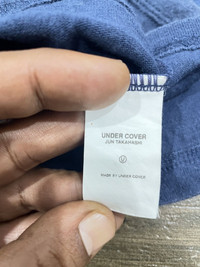 UNDER COVER
JUN TAKAHASHI
U
MADE BY UNDER COVER